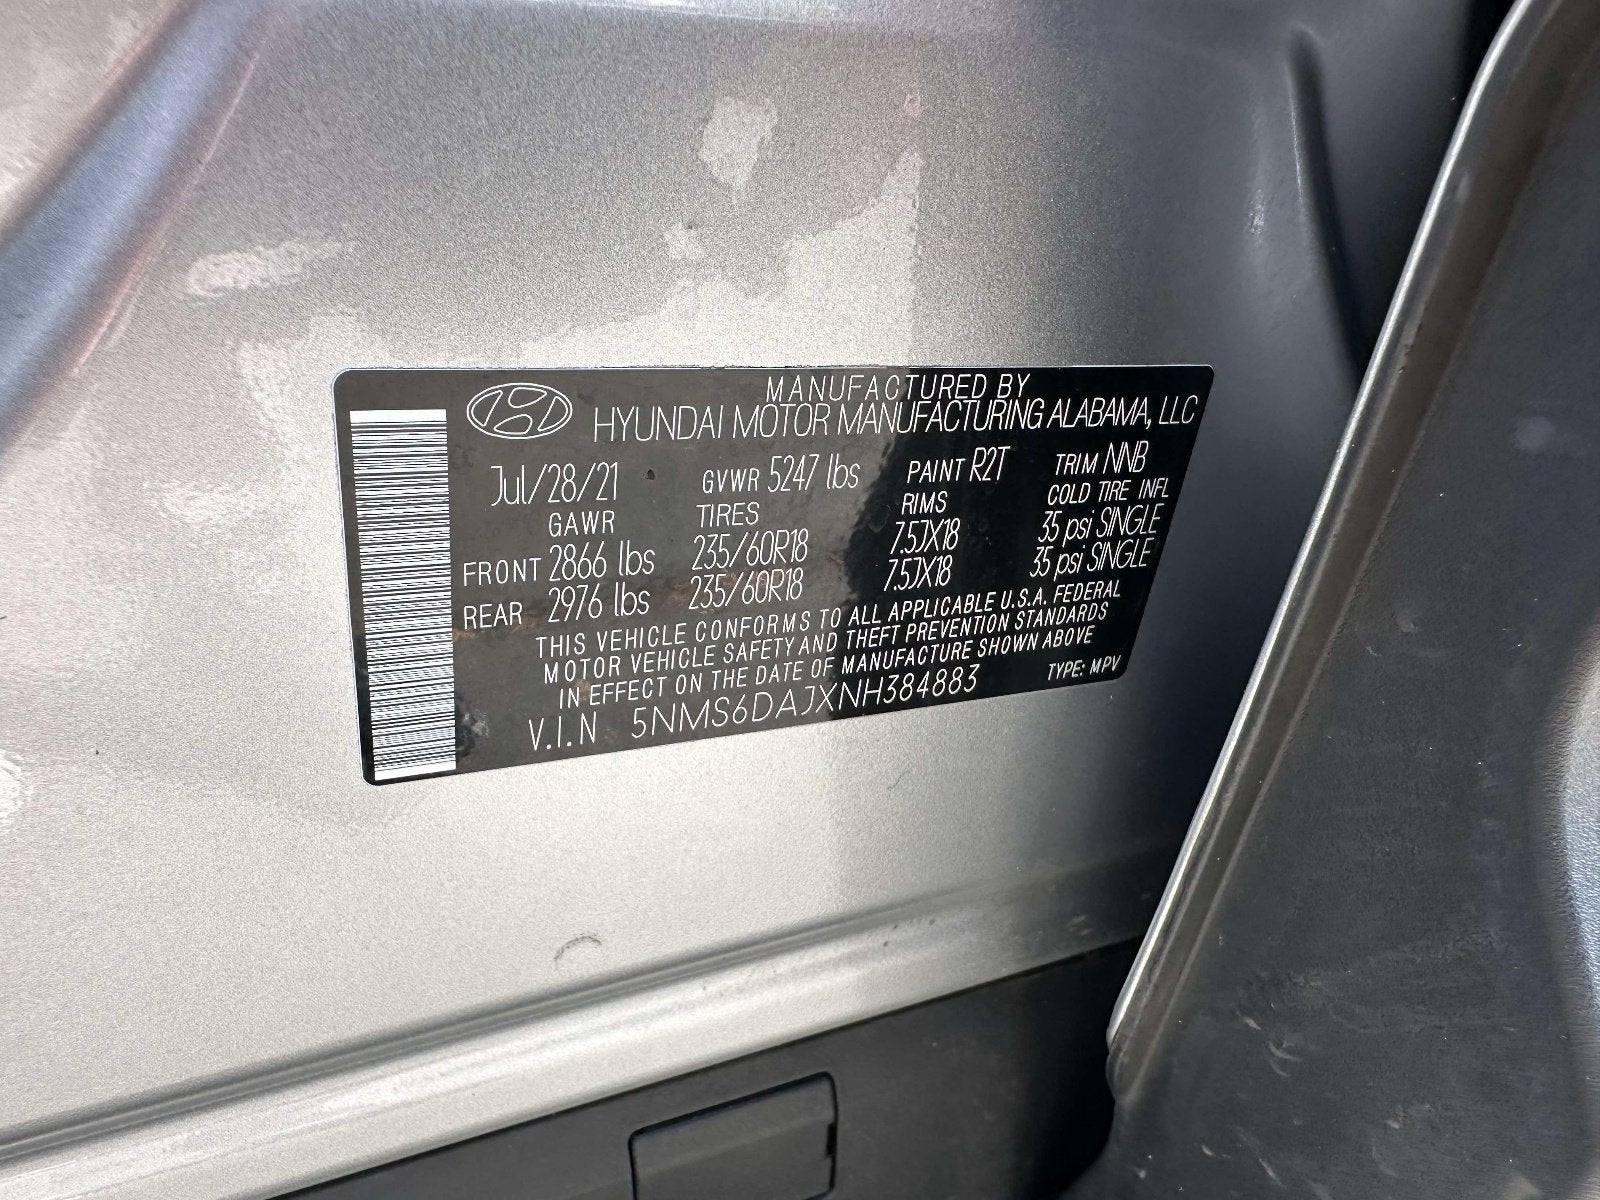 MANUFACTURED BY
HYUNDAI MOTOR MANUFACTURING ALABAMA, LLC
Jul/28/21 GVWR 5247 lbs PAINT R2T TRIM NNB
GAWR TIRES RIMS COLD TIRE INFL
FRONT 2866 lbs 235/60R18 7.5JX18 35 psi SINGLE
REAR 2976 lbs 235/60R18 7.5JX18 35 psi SINGLE
THIS VEHICLE CONFORMS TO ALL APPLICABLE U.S.A. FEDERAL
MOTOR VEHICLE SAFETY AND THEFT PREVENTION STANDARDS
IN EFFECT ON THE DATE OF MANUFACTURE SHOWN ABOVE
V.I.N 5NMS6DAJXNH384883 TYPE: MPV